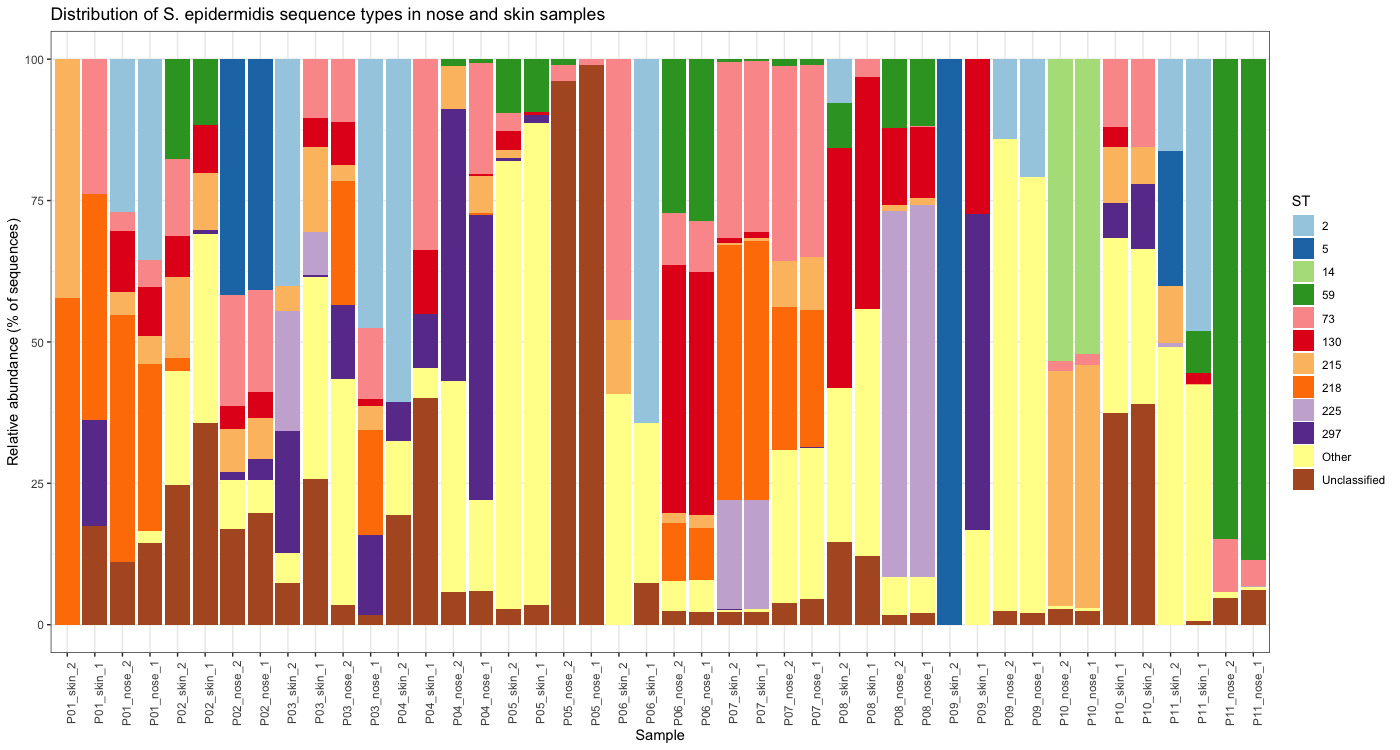 Distribution of S. epidermidis sequence types in nose and skin samples
Relative abundance (% of sequences)
100
75
50
25
0
P01_skin_2
P01_skin_1
P01_nose_2
P01_nose_1
P02_skin_2
P02_skin_1
P02_nose_2
P02_nose_1
P03_skin_2
P03_skin_1
P03_nose_2
P03_nose_1
P04_skin_2
P04_skin_1
P04_nose_2
P04_nose_1
P05_skin_2
P05_skin_1
P05_nose_2
P05_nose_1
P06_skin_2
P06_skin_1
P06_nose_2
P06_nose_1
P07_skin_2
P07_skin_1
P07_nose_2
P07_nose_1
P08_skin_2
P08_skin_1
P08_nose_2
P08_nose_1
P09_skin_2
P09_skin_1
P09_nose_2
P09_nose_1
P10_nose_2
P10_nose_1
P10_skin_1
P10_skin_2
P11_skin_2
P11_skin_1
P11_nose_2
P11_nose_1
Sample
ST
2
5
14
59
73
130
215
218
225
297
Other
Unclassified